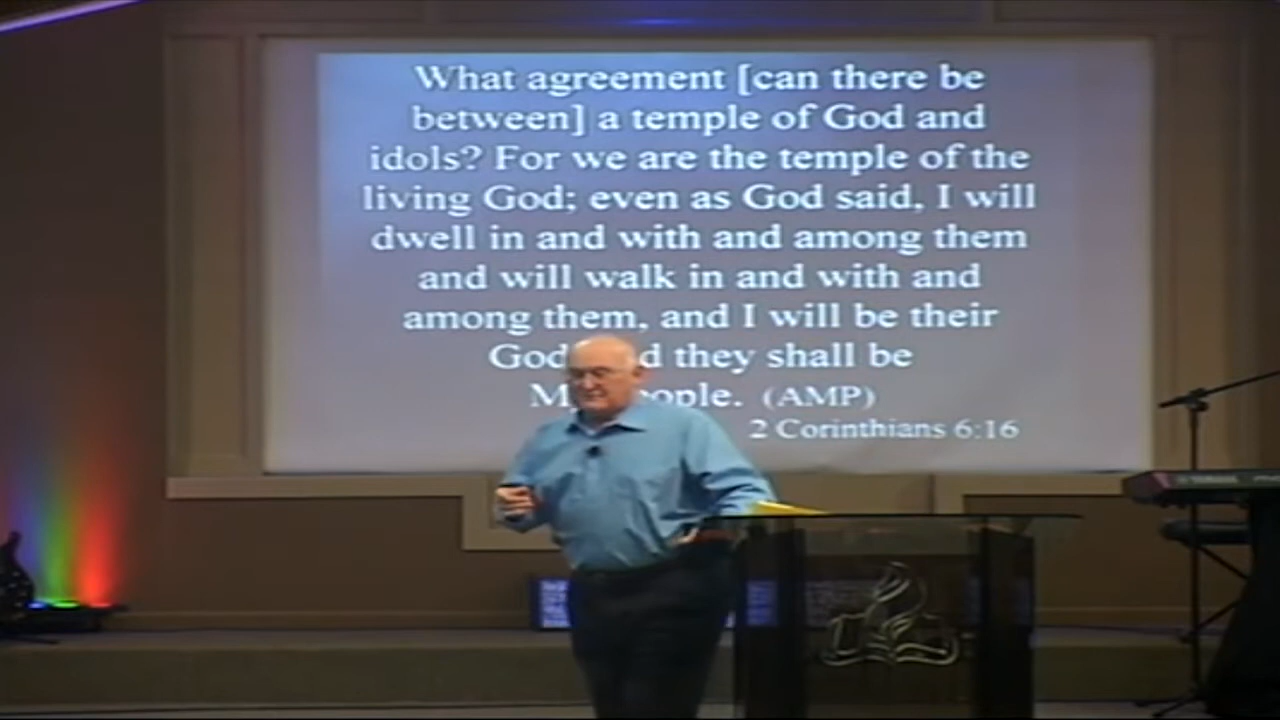 What agreement [can there be
between] a temple of God and
idols? For we are the temple of the
living God; even as God said, I will
dwell in and with and among them
and will walk in and with and
among them, and I will be their
God they shall be
(AMP)
2 Corinthians 6:16